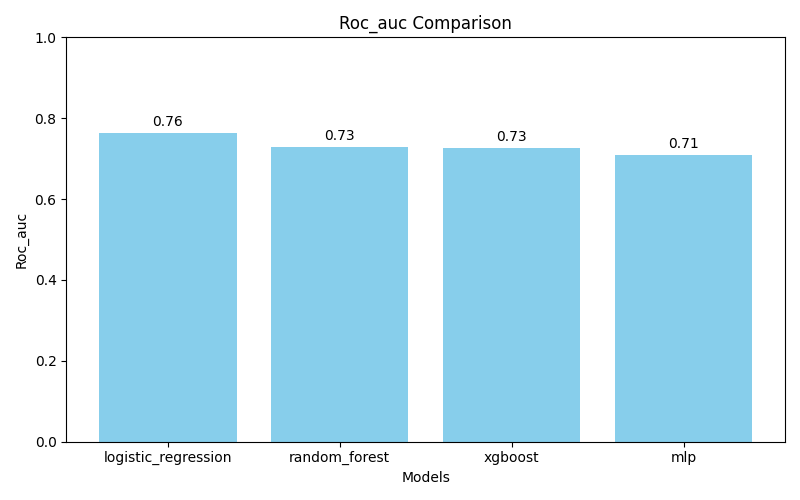 Roc_auc Comparison
1.0
0.8
0.6
0.4
0.2
0.0
Roc_auc
0.76
0.73
0.73
0.71
logistic_regression random_forest xgboost mlp
Models